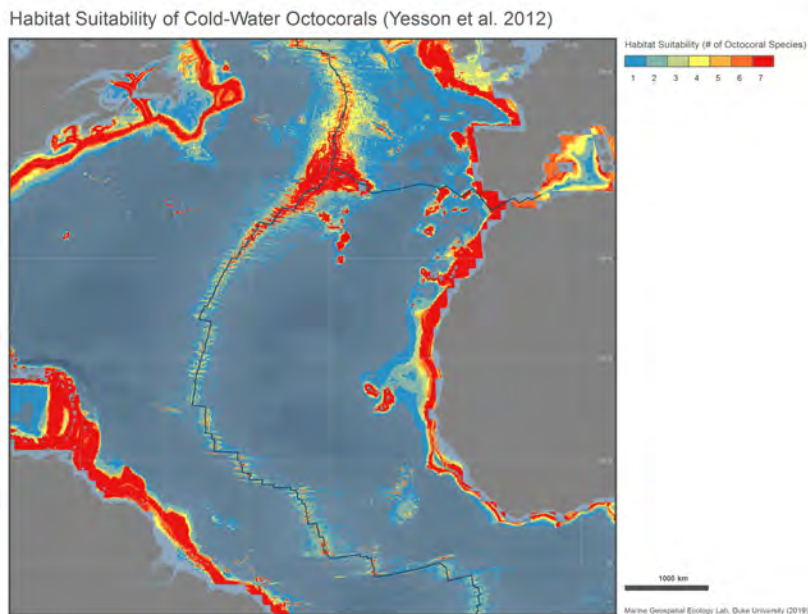 Habitat Suitability of Cold-Water Octocorals (Yesson et al. 2012)
Habitat Suitability (# of Octocoral Species)
1 2 3 4 5 6 7
1000 km
Marine Geospatial Ecology Lab, Duke University (2019)